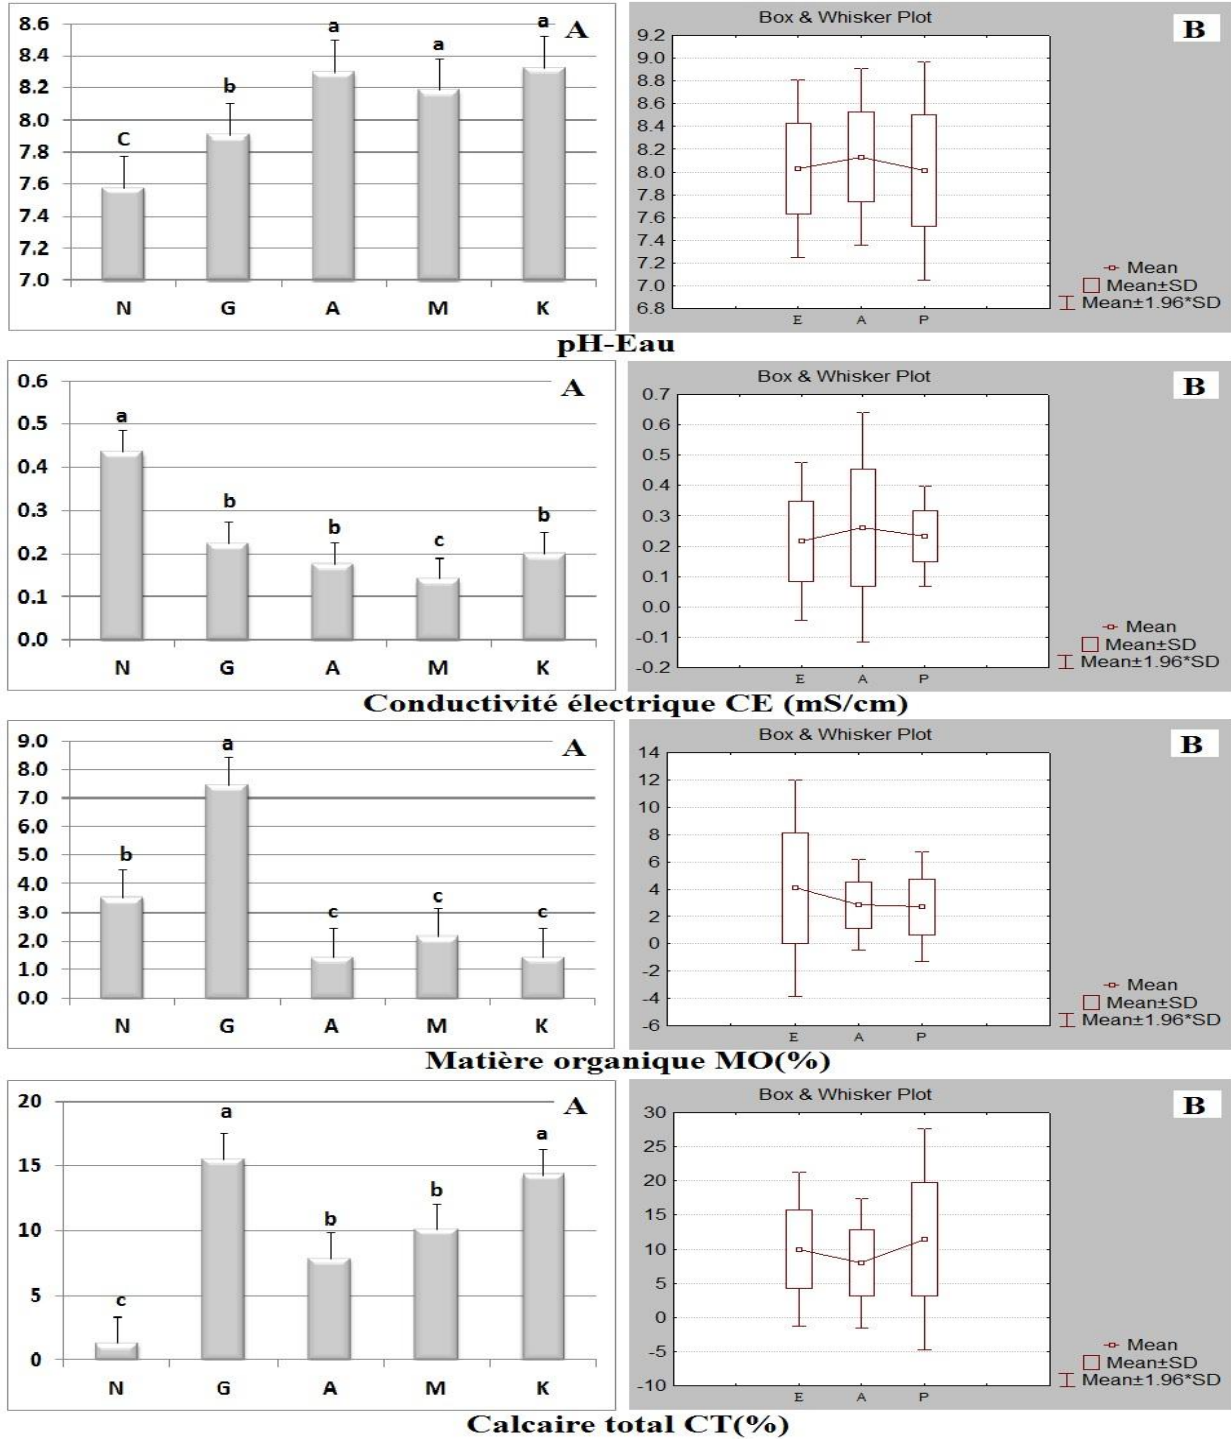 A
8.6
8.4
8.2
8.0
7.8
7.6
7.4
7.2
7.0
C
b
a
a
a
N G A M K
Box & Whisker Plot
B
9.2
9.0
8.8
8.6
8.4
8.2
8.0
7.8
7.6
7.4
7.2
7.0
6.8
E A P
Mean
Mean±SD
Mean±1.96*SD
pH-Eau
A
0.6
0.5
0.4
0.3
0.2
0.1
0.0
a
b
b
c
b
N G A M K
Box & Whisker Plot
B
0.7
0.6
0.5
0.4
0.3
0.2
0.1
0.0
-0.1
-0.2
E A P
Mean
Mean±SD
Mean±1.96*SD
Conductivité électrique CE (mS/cm)
A
9.0
8.0
7.0
6.0
5.0
4.0
3.0
2.0
1.0
0.0
b
a
c
c
c
N G A M K
Box & Whisker Plot
B
14
12
10
8
6
4
2
0
-2
-4
-6
E A P
Mean
Mean±SD
Mean±1.96*SD
Matière organique MO(%)
A
20
15
10
5
0
c
a
b
b
a
N G A M K
Box & Whisker Plot
B
30
25
20
15
10
5
0
-5
-10
E A P
Mean
Mean±SD
Mean±1.96*SD
Calcaire total CT(%)